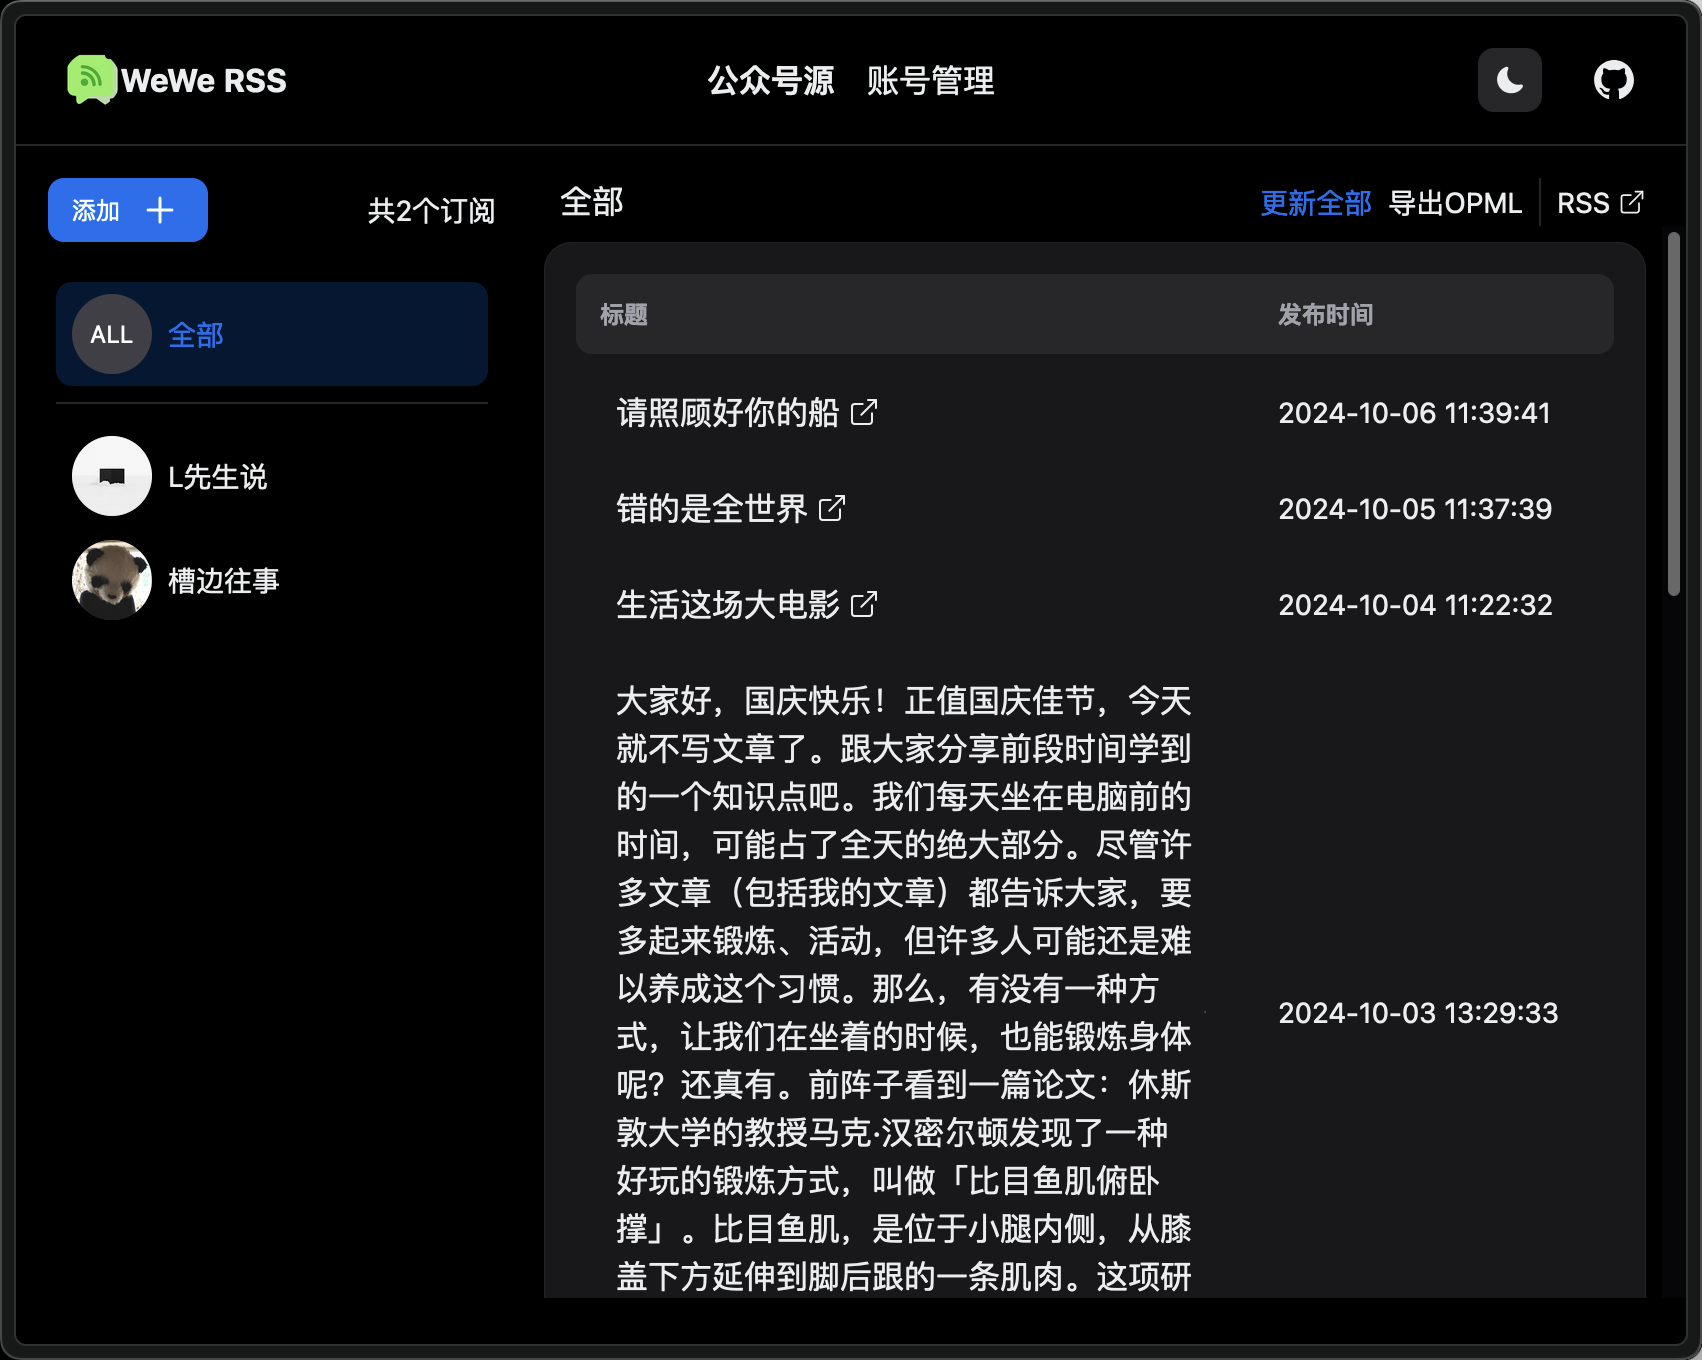 WeWe RSS
公众号源 账号管理
添加
共2个订阅
全部
更新全部 导出OPML RSS
ALL 全部
L先生说
槽边往事
标题 发布时间
请照顾好你的船 2024-10-06 11:39:41
错的是全世界 2024-10-05 11:37:39
生活这场大电影 2024-10-04 11:22:32
大家好，国庆快乐！正值国庆佳节，今天
就不写文章了。跟大家分享前段时间学到
的一个知识点吧。我们每天坐在电脑前的
时间，可能占了全天的绝大部分。尽管许
多文章（包括我的文章）都告诉大家，要
多起来锻炼、活动，但许多人可能还是难
以养成这个习惯。那么，有没有一种方
式，让我们在坐着的时候，也能锻炼身体
呢？还真有。前阵子看到一篇论文：休斯
敦大学的教授马克·汉密尔顿发现了一种
好玩的锻炼方式，叫做「比目鱼肌俯卧
撑」。比目鱼肌，是位于小腿内侧，从膝
盖下方延伸到脚后跟的一条肌肉。这项研
2024-10-03 13:29:33